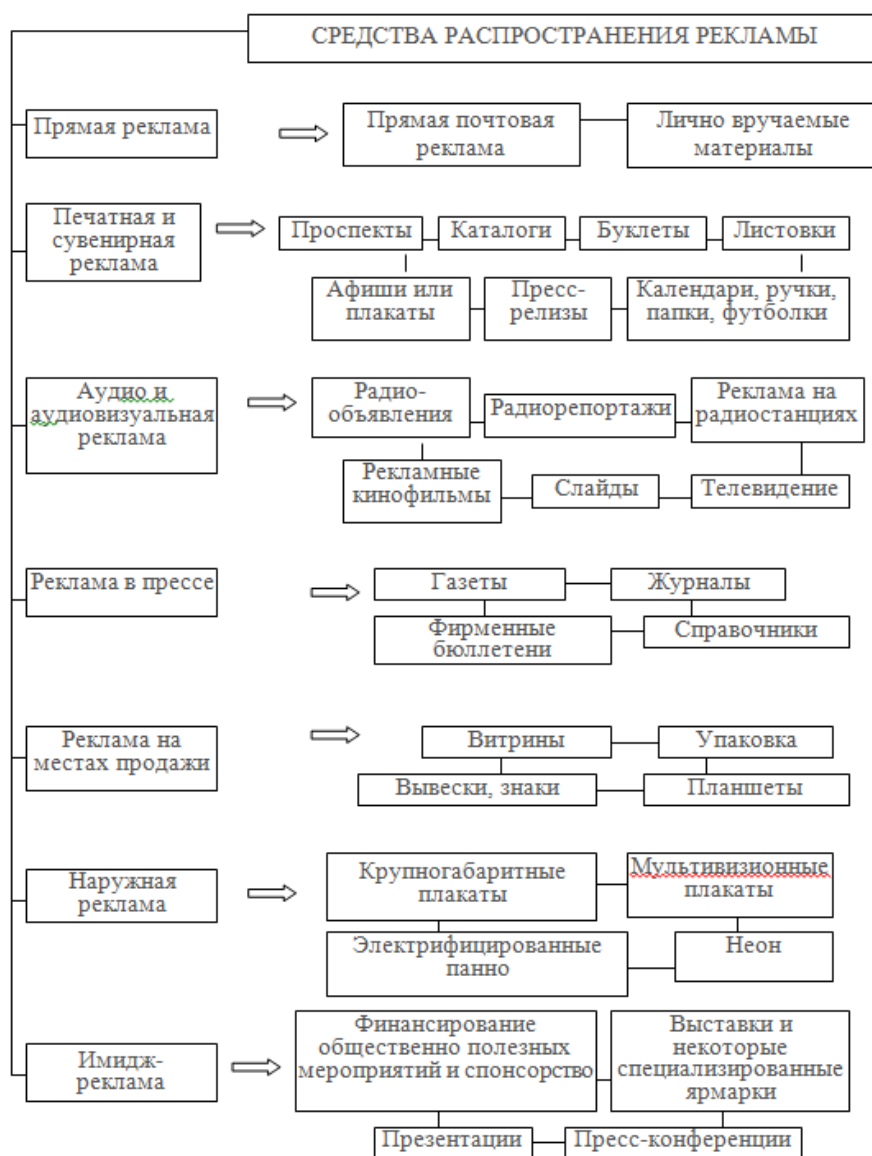 СРЕДСТВА РАСПРОСТРАНЕНИЯ РЕКЛАМЫ
Прямая реклама
Прямая почтовая
реклама
Лично вручаемые
материалы
Печатная и
сувенирная
реклама
Проспекты
Каталоги
Буклеты
Листовки
Афиши или
плакаты
Пресс-
релизы
Календари, ручки,
папки, футболки
Аудио и
аудиовизуальная
реклама
Радио-
объявления
Радиорепортажи
Реклама на
радиостанциях
Рекламные
кинофильмы
Слайды
Телевидение
Реклама в прессе
Газеты
Журналы
Фирменные
бюллетени
Справочники
Реклама на
местах продажи
Витрины
Упаковка
Вывески, знаки
Планшеты
Наружная
реклама
Крупногабаритные
плакаты
Мультивизионные
плакаты
Электрифицированные
панно
Неон
Имидж-
реклама
Финансирование
общественно полезных
мероприятий и спонсорство
Выставки и
некоторые
специализированные
ярмарки
Презентации
Пресс-конференции